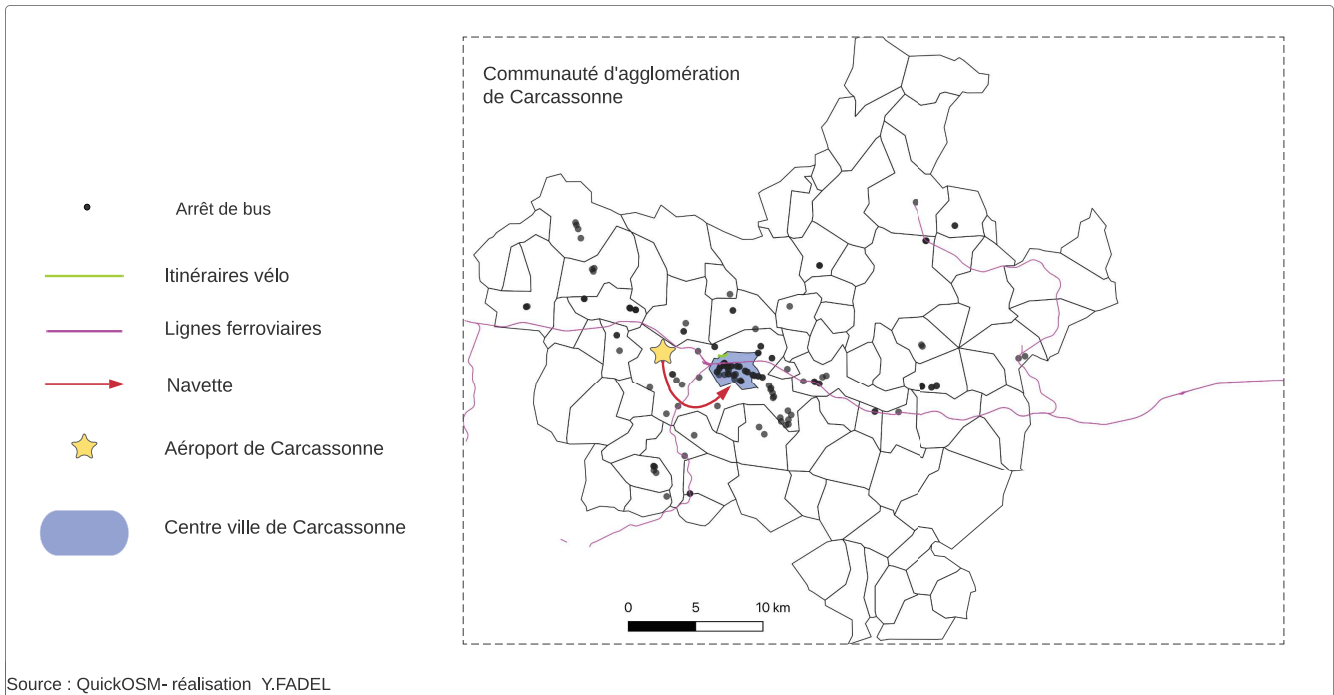 Communauté d'agglomération
de Carcassonne
Arrêt de bus
Itinéraires vélo
Lignes ferroviaires
Navette
Aéroport de Carcassonne
Centre ville de Carcassonne
0 5 10 km
Source : QuickOSM- réalisation Y.FADEL